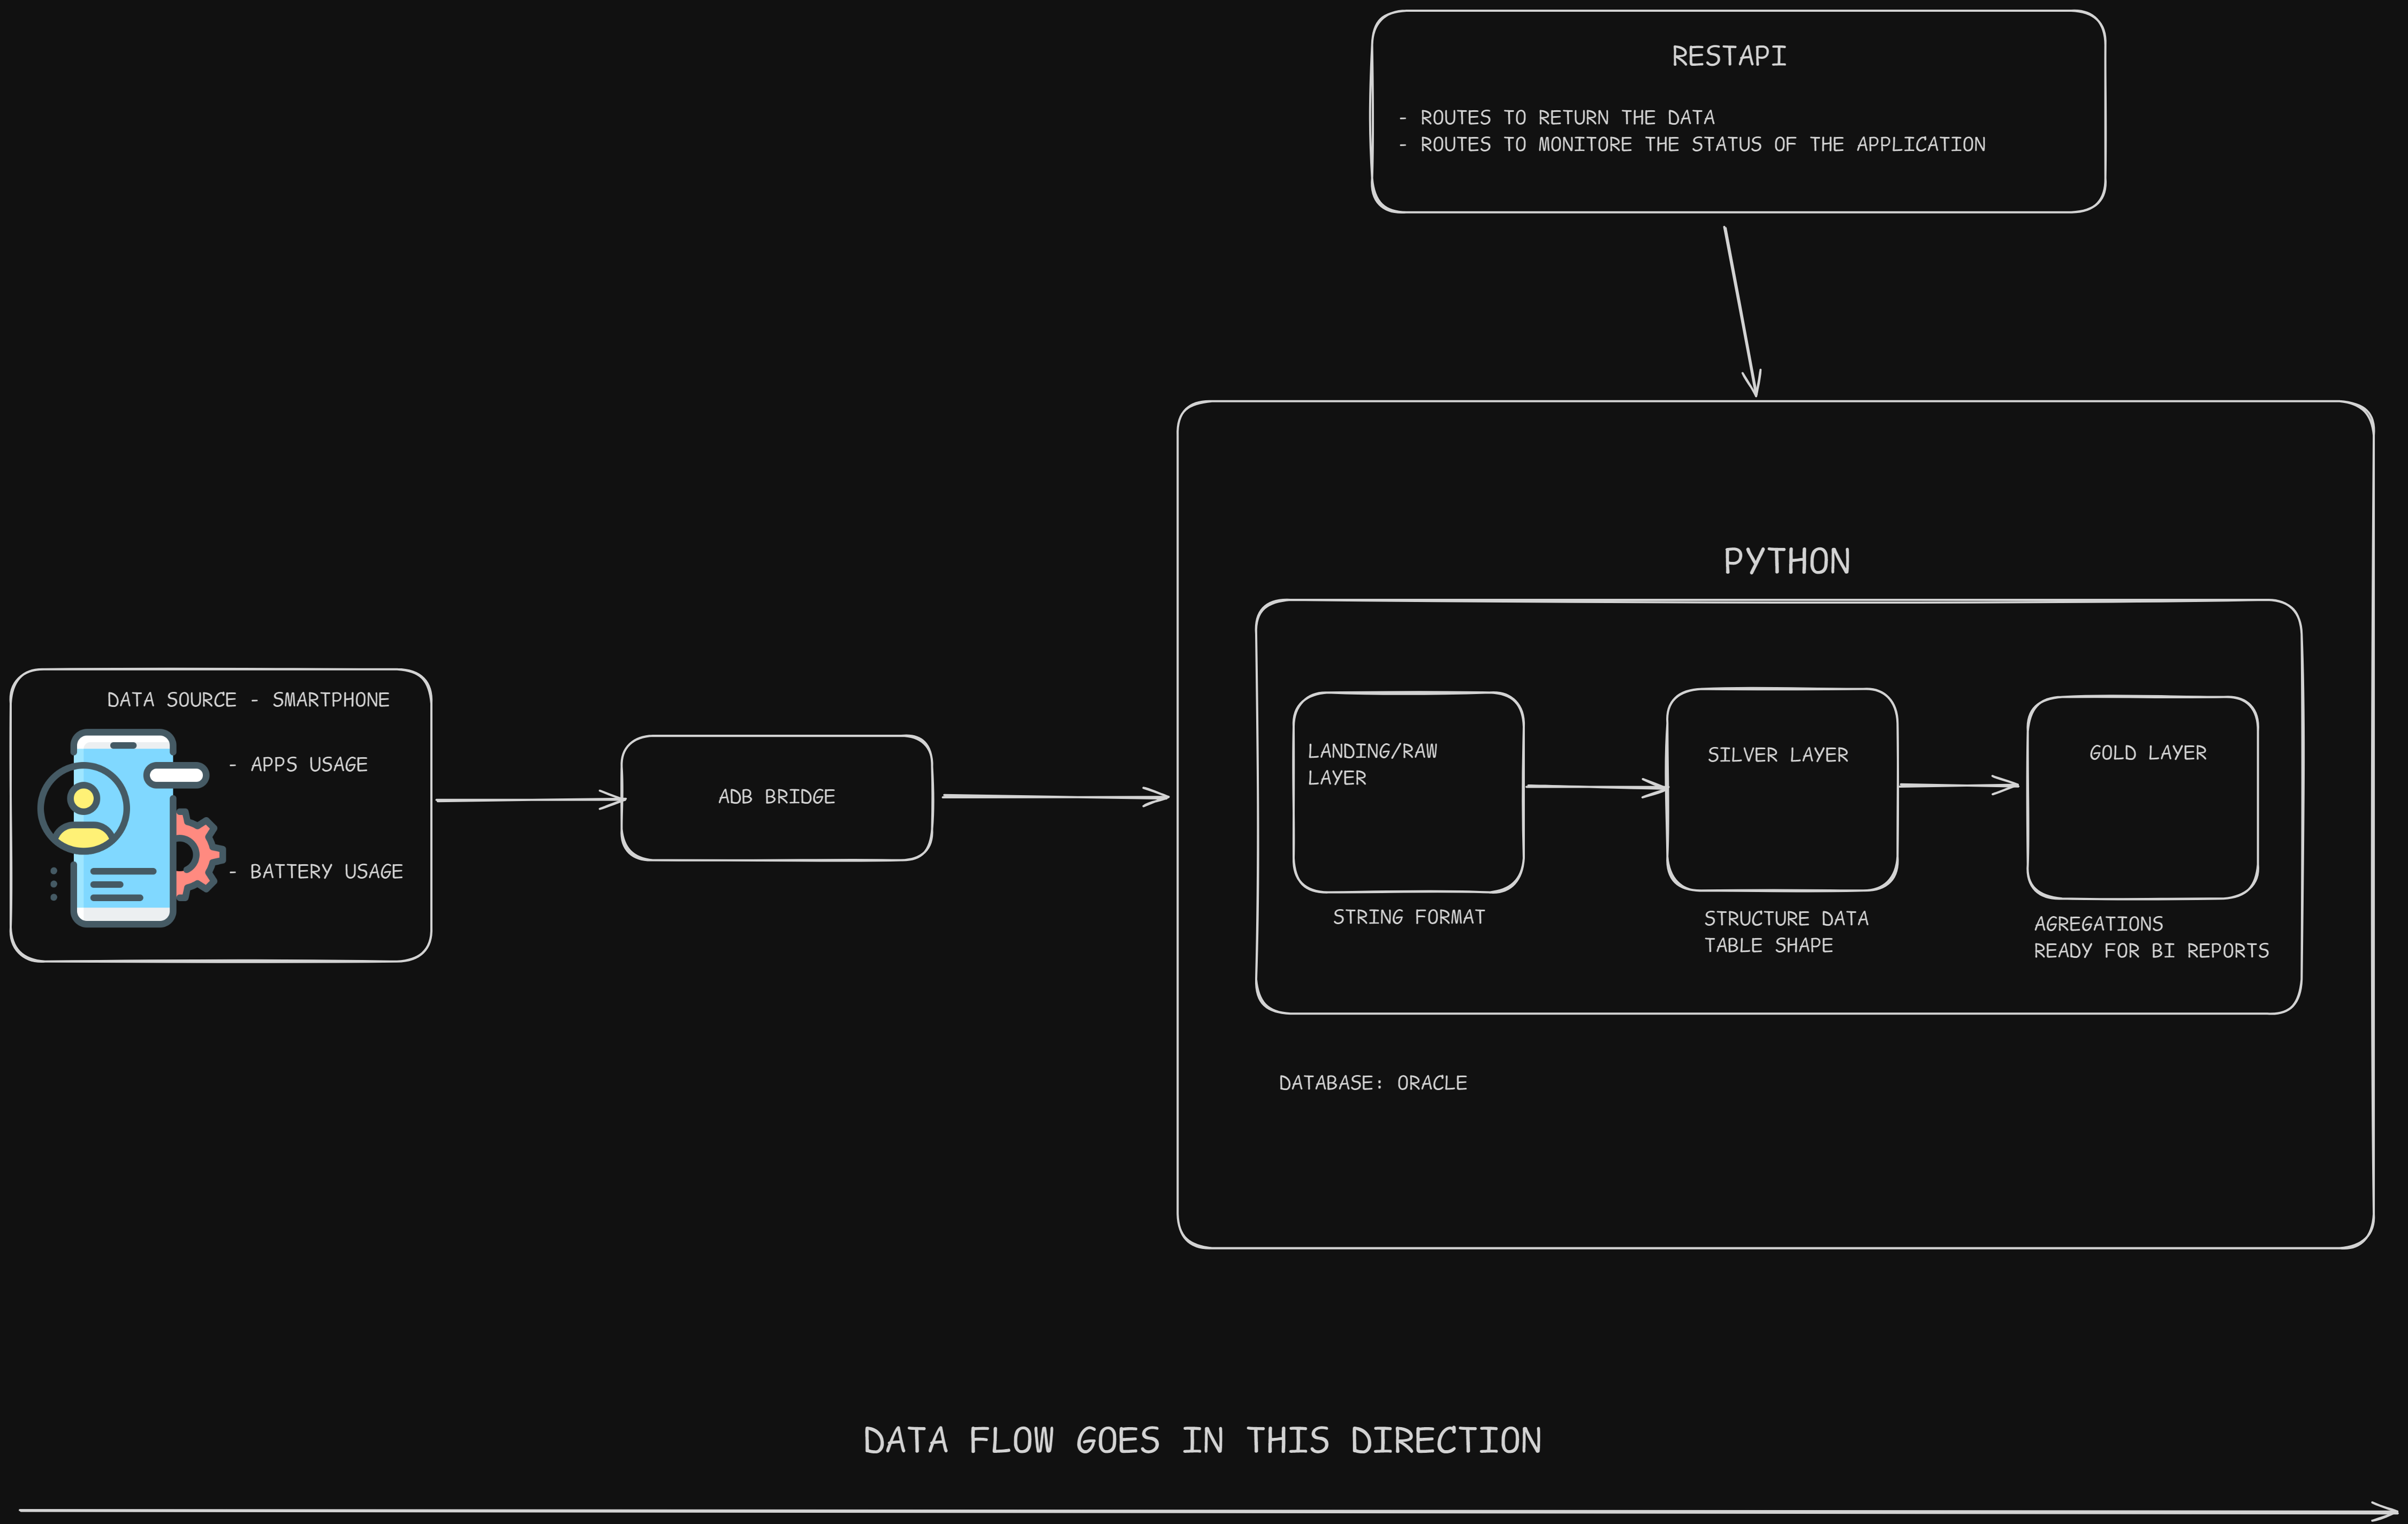 RESTAPI
- ROUTES TO RETURN THE DATA
- ROUTES TO MONITORE THE STATUS OF THE APPLICATION
PYTHON
DATA SOURCE - SMARTPHONE
- APPS USAGE
- BATTERY USAGE
ADB BRIDGE
LANDING/RAW
LAYER
STRING FORMAT
SILVER LAYER
STRUCTURE DATA
TABLE SHAPE
GOLD LAYER
AGREGATIONS
READY FOR BI REPORTS
DATABASE: ORACLE
DATA FLOW GOES IN THIS DIRECTION